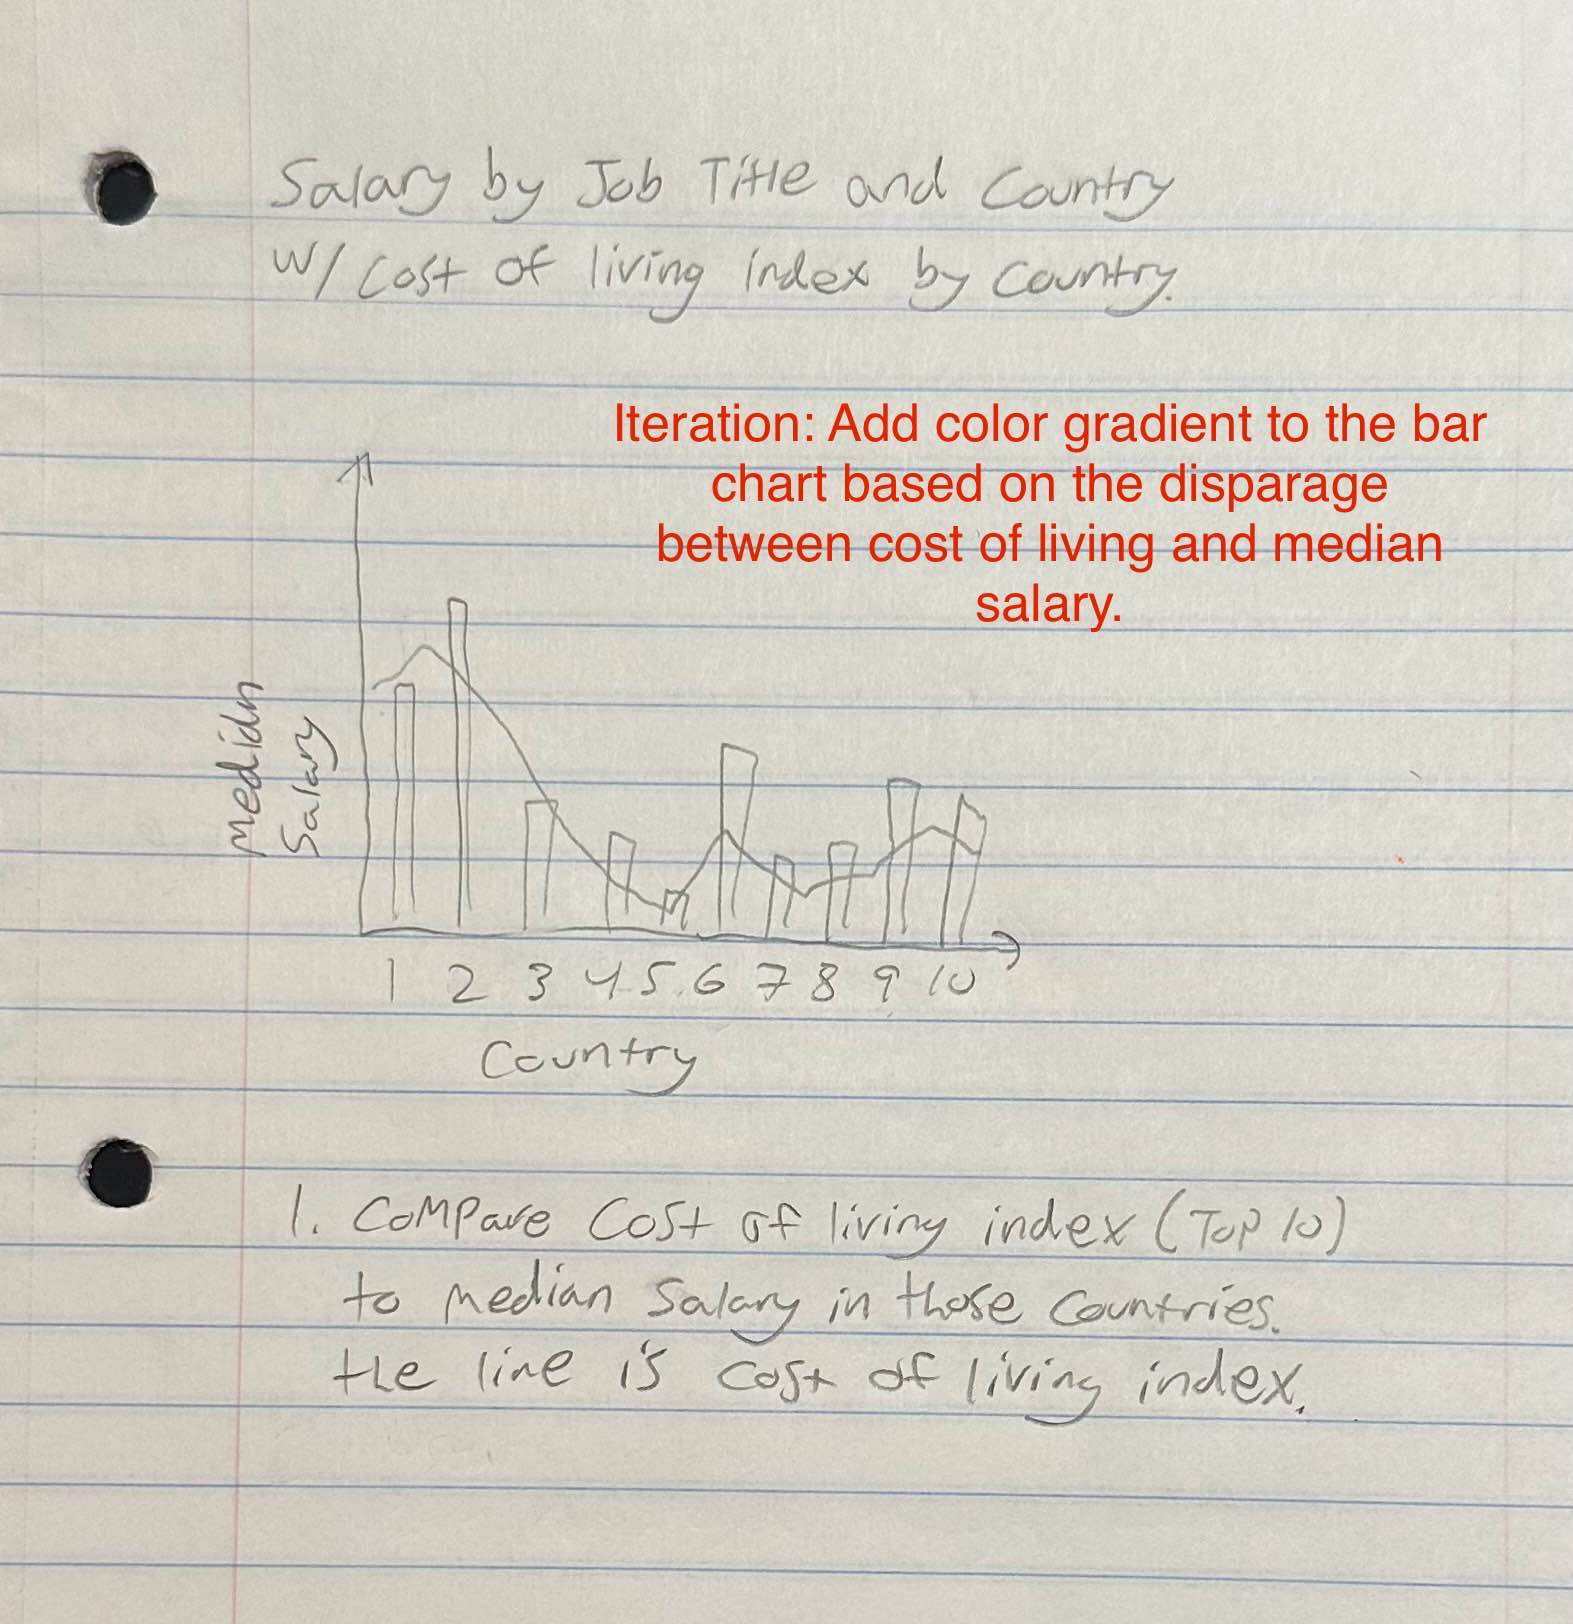 Salary by Job Title and Country
w/ cost of living index by country.
Iteration: Add color gradient to the bar
chart based on the disparage
between cost of living and median
salary.
Median
Salary
1 2 3 4 5 6 7 8 9 10
Country
1. Compare Cost of living index (Top 10)
to Median Salary in those Countries.
the line is cost of living index.